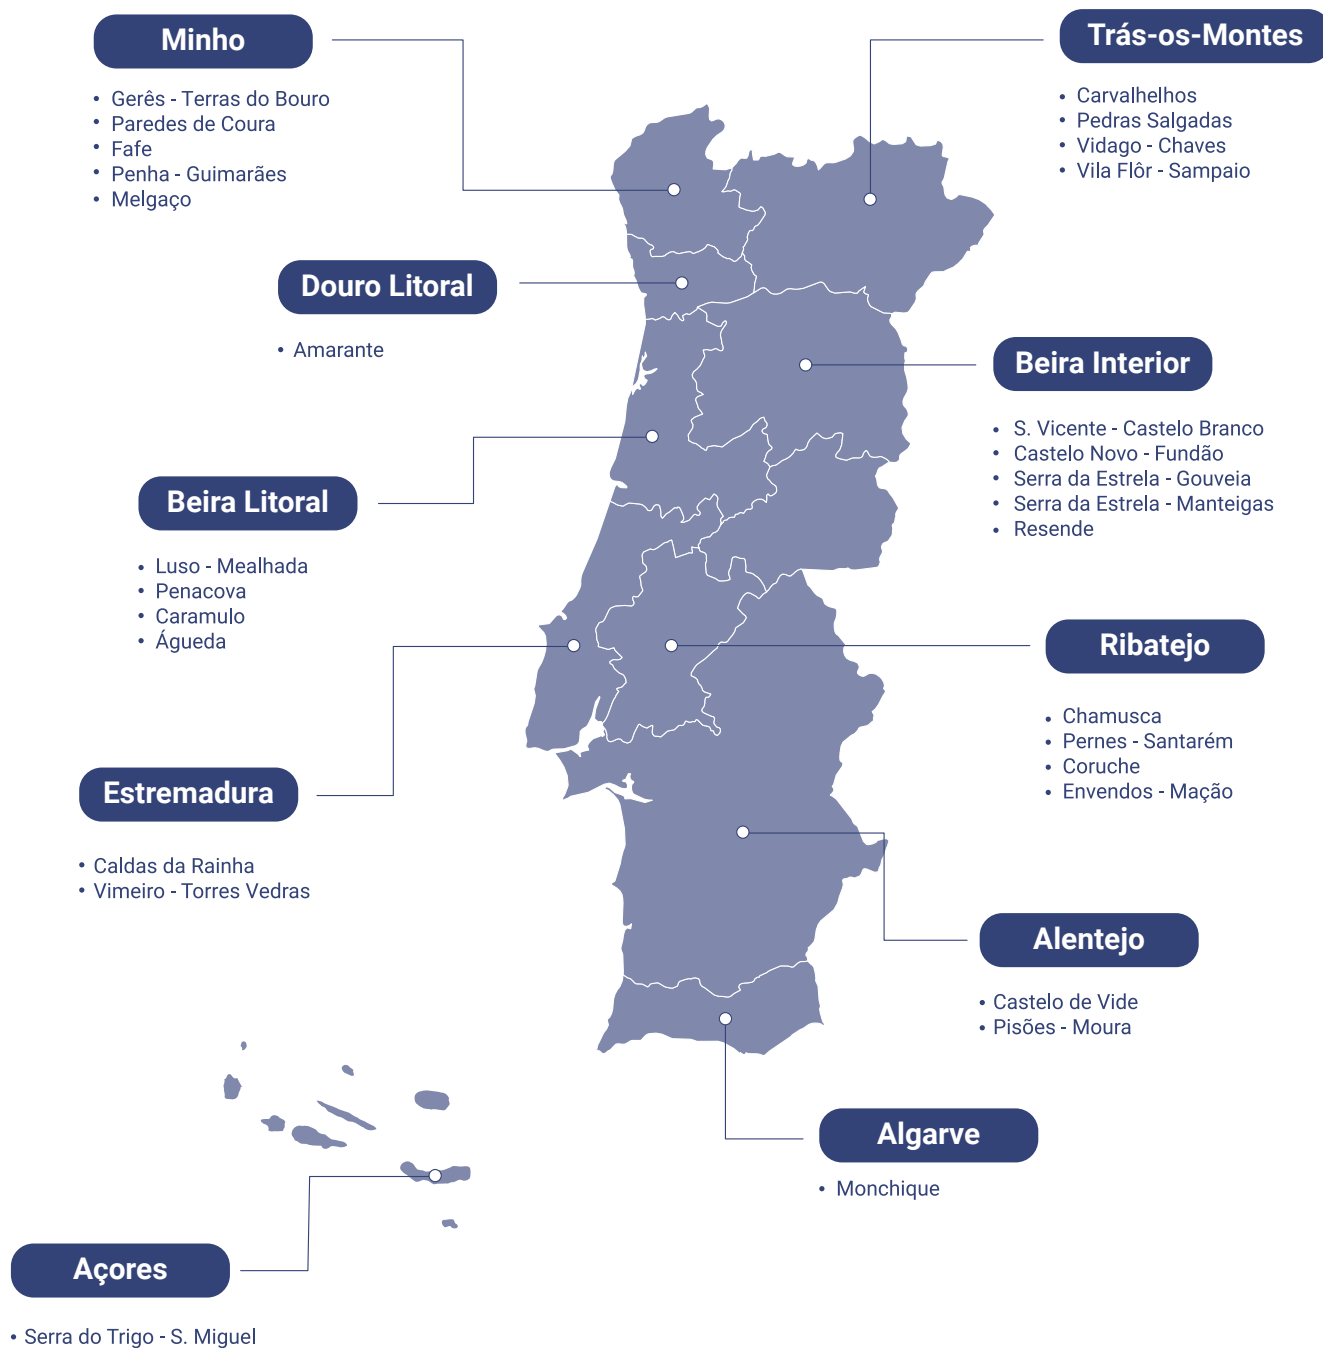 Minho
• Gerês - Terras do Bouro
• Paredes de Coura
• Fafe
• Penha - Guimarães
• Melgaço
Trás-os-Montes
• Carvalhelhos
• Pedras Salgadas
• Vidago - Chaves
• Vila Flôr - Sampaio
Douro Litoral
• Amarante
Beira Interior
• S. Vicente - Castelo Branco
• Castelo Novo - Fundão
• Serra da Estrela - Gouveia
• Serra da Estrela - Manteigas
• Resende
Beira Litoral
• Luso - Mealhada
• Penacova
• Caramulo
• Águeda
Ribatejo
• Chamusca
• Pernes - Santarém
• Coruche
• Envendos - Mação
Estremadura
• Caldas da Rainha
• Vimeiro - Torres Vedras
Alentejo
• Castelo de Vide
• Pisões - Moura
Algarve
• Monchique
Açores
• Serra do Trigo - S. Miguel